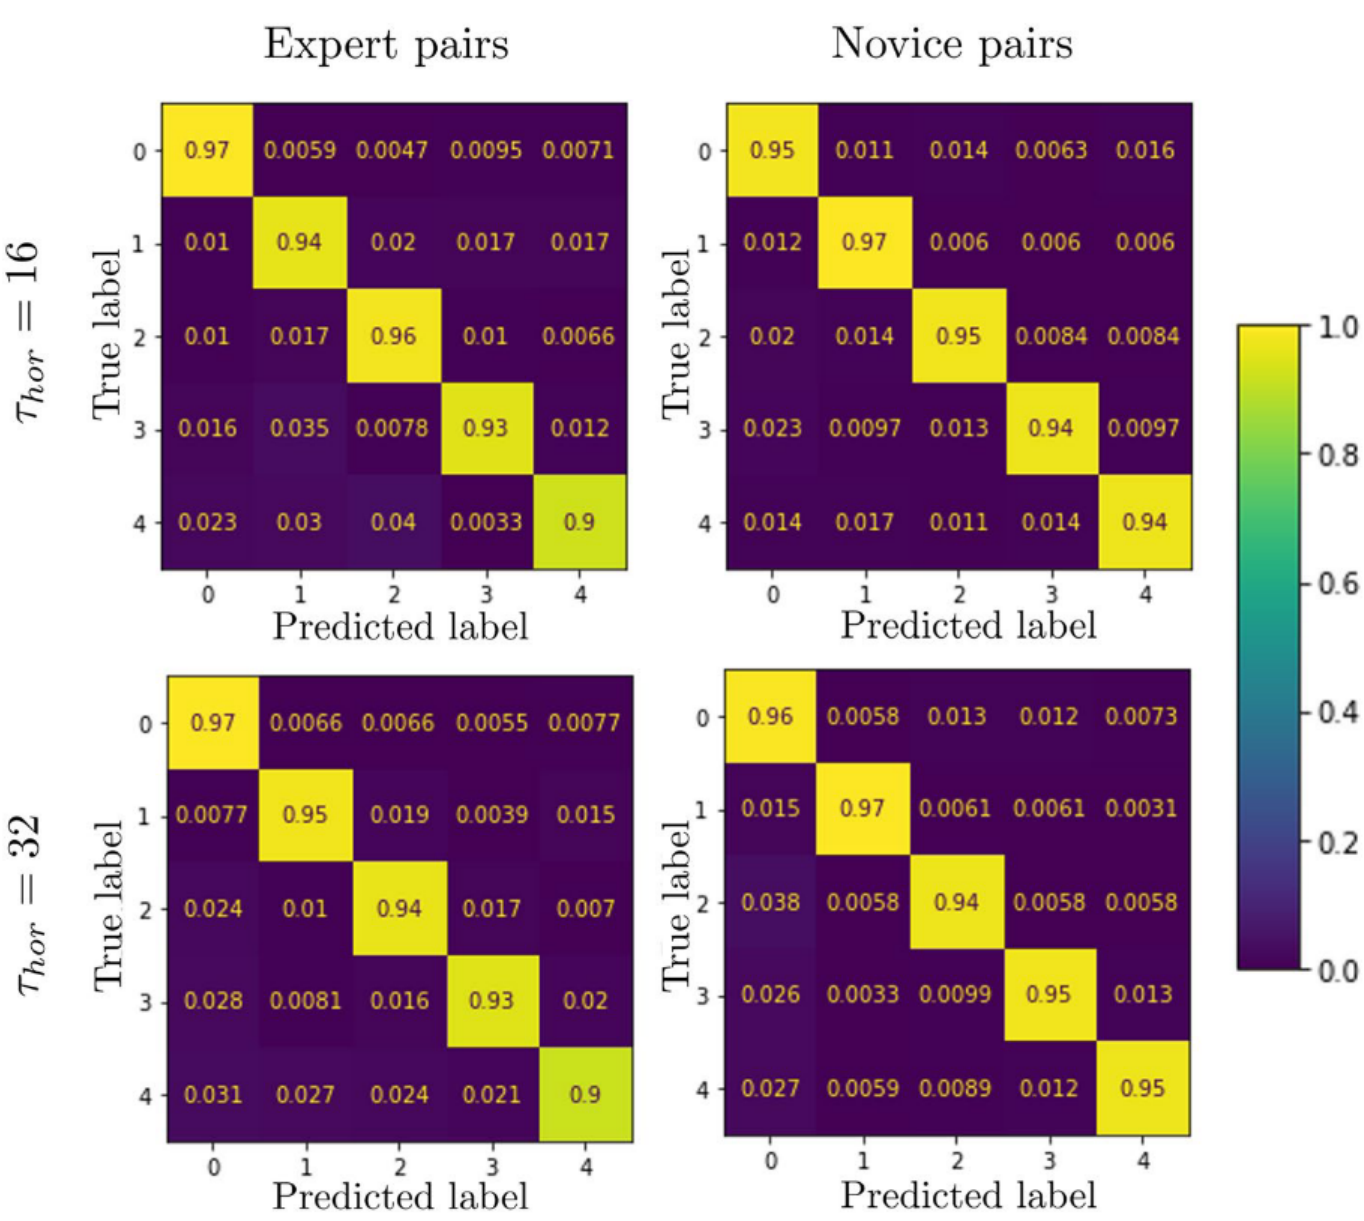 Expert pairs Novice pairs
τhor = 16
True label
0 0.97 0.0059 0.0047 0.0095 0.0071
1 0.01 0.94 0.02 0.017 0.017
2 0.01 0.017 0.96 0.01 0.0066
3 0.016 0.035 0.0078 0.93 0.012
4 0.023 0.03 0.04 0.0033 0.9
0 1 2 3 4
Predicted label
True label
0 0.95 0.011 0.014 0.0063 0.016
1 0.012 0.97 0.006 0.006 0.006
2 0.02 0.014 0.95 0.0084 0.0084
3 0.023 0.0097 0.013 0.94 0.0097
4 0.014 0.017 0.011 0.014 0.94
0 1 2 3 4
Predicted label
τhor = 32
True label
0 0.97 0.0066 0.0066 0.0055 0.0077
1 0.0077 0.95 0.019 0.0039 0.015
2 0.024 0.01 0.94 0.017 0.007
3 0.028 0.0081 0.016 0.93 0.02
4 0.031 0.027 0.024 0.021 0.9
0 1 2 3 4
Predicted label
True label
0 0.96 0.0058 0.013 0.012 0.0073
1 0.015 0.97 0.0061 0.0061 0.0031
2 0.038 0.0058 0.94 0.0058 0.0058
3 0.026 0.0033 0.0099 0.95 0.013
4 0.027 0.0059 0.0089 0.012 0.95
0 1 2 3 4
Predicted label
1.0
0.8
0.6
0.4
0.2
0.0